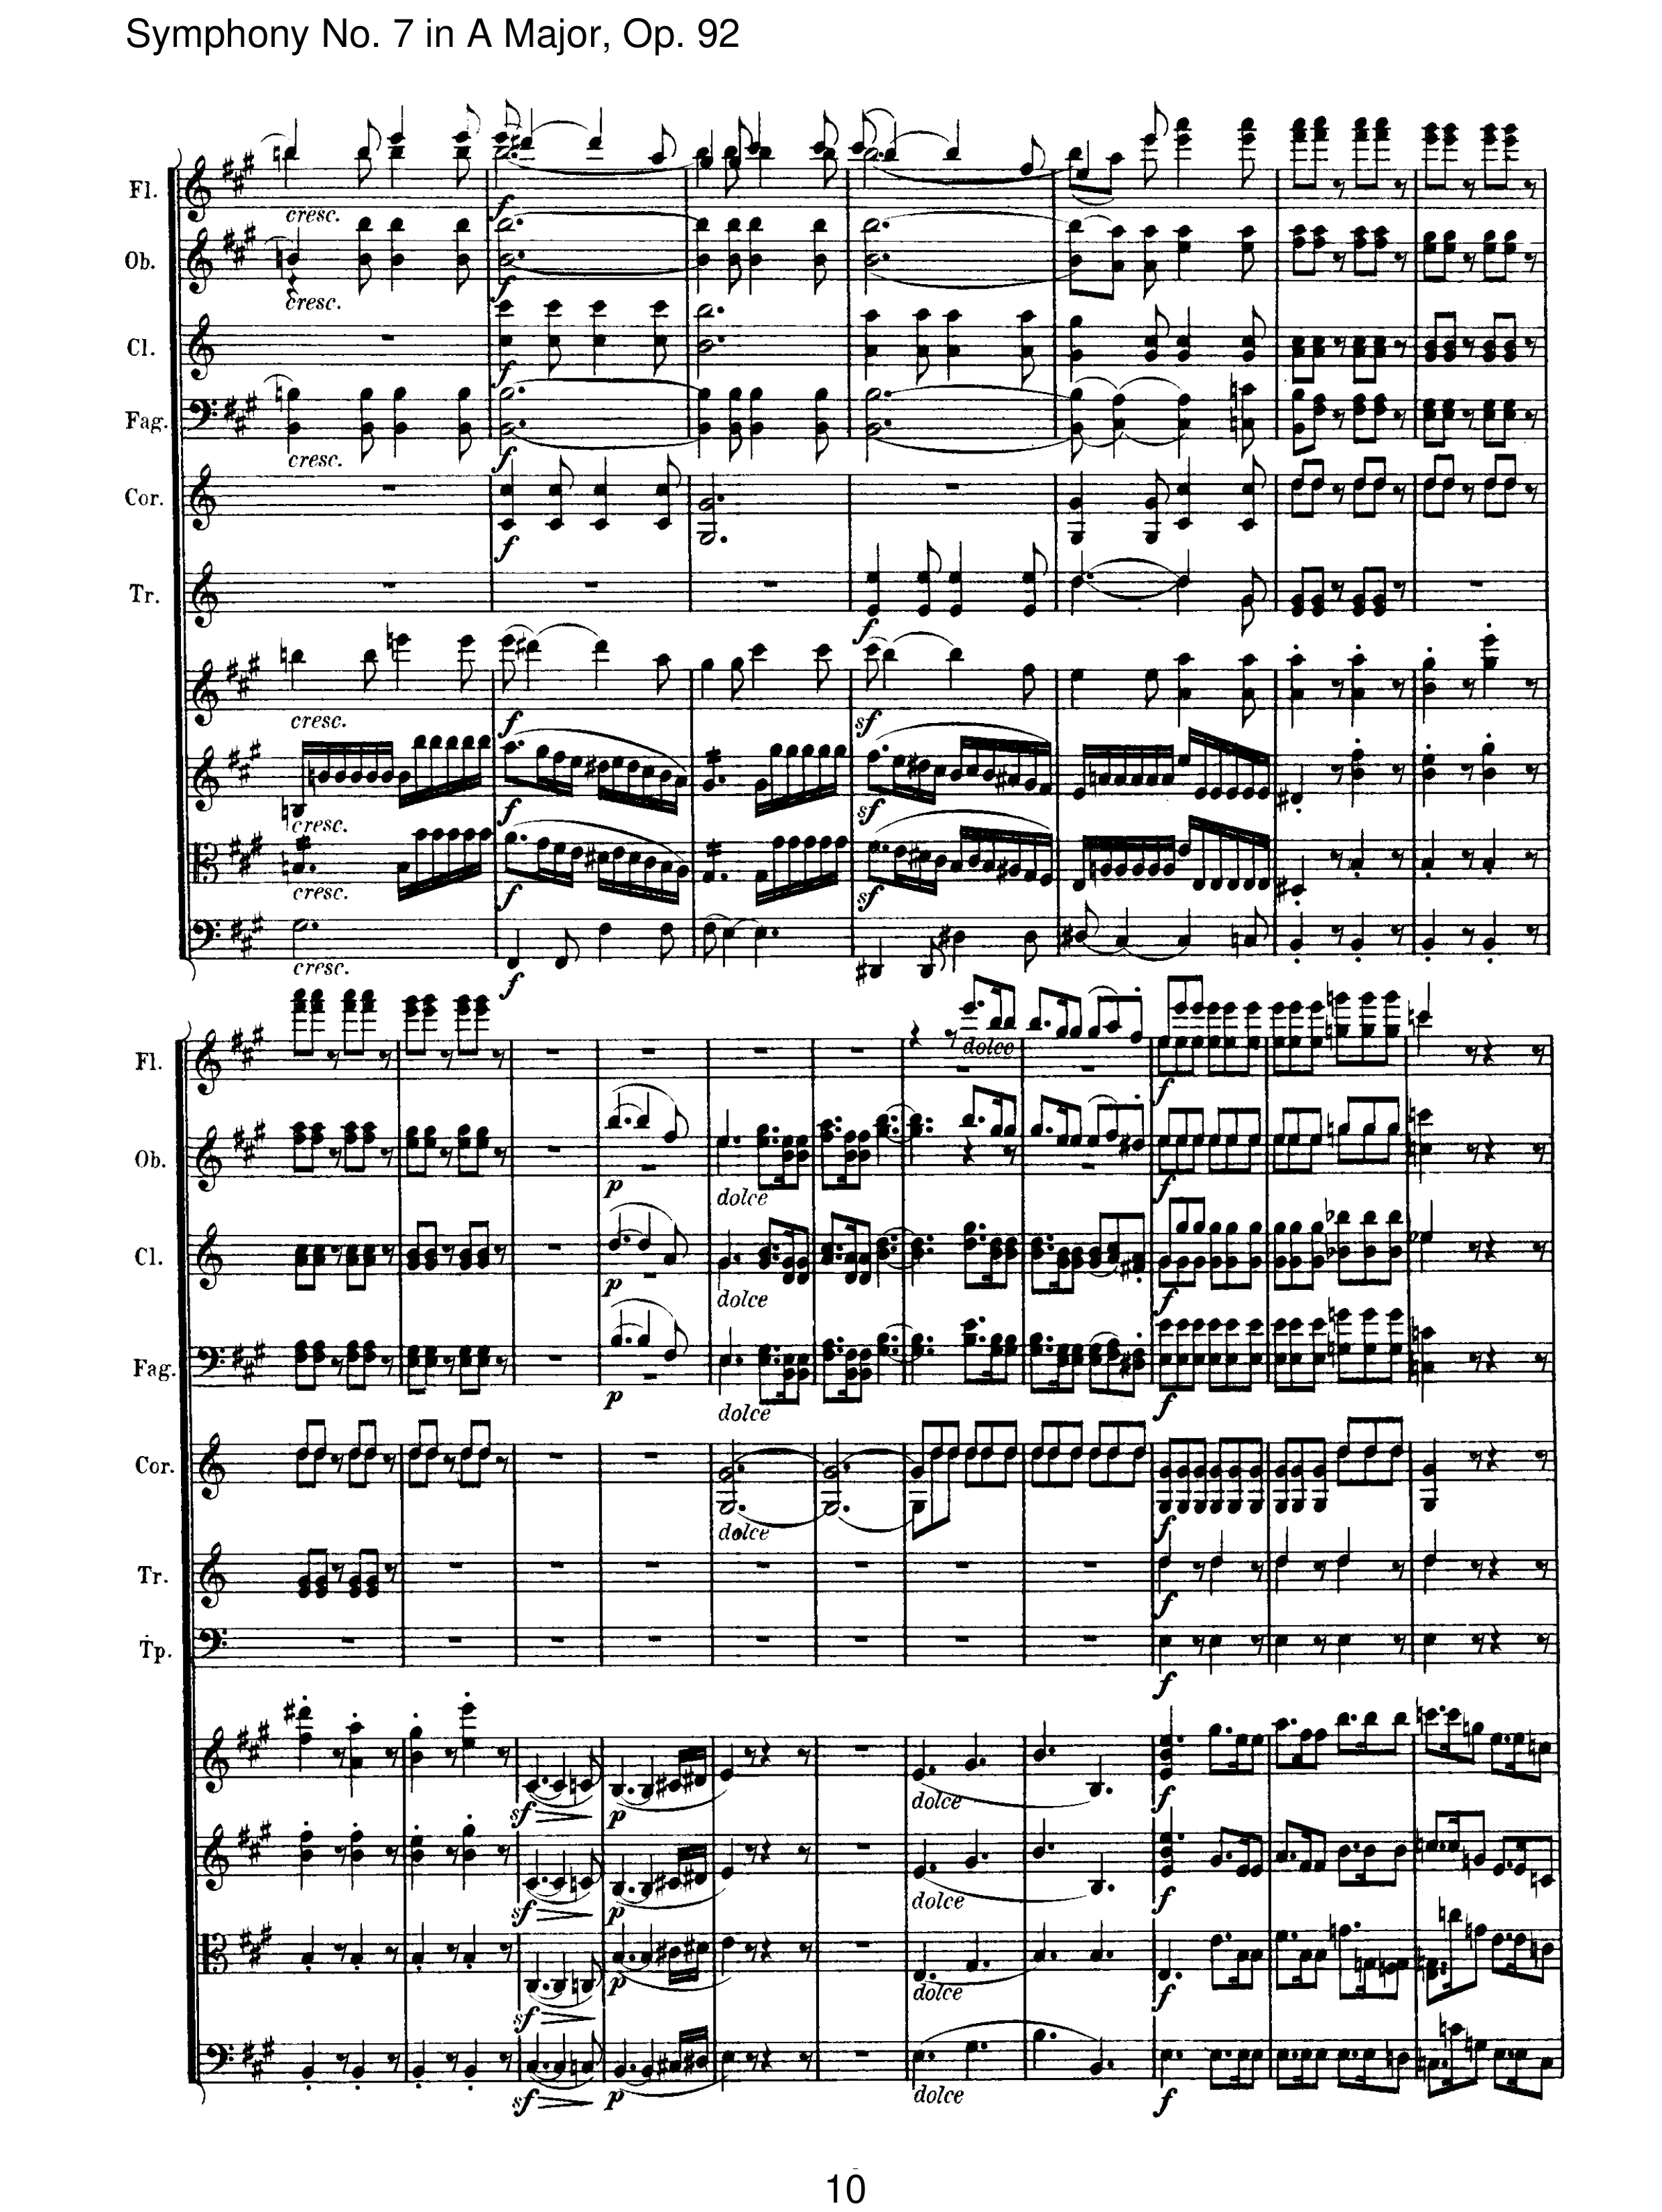 Symphony No. 7 in A Major, Op. 92
Fl.
cresc.
f
Ob.
cresc.
f
Cl.
f
Fag.
cresc.
f
Cor.
f
Tr.
f
cresc.
f
sf
cresc.
f
sf
cresc.
f
sf
cresc.
f
Fl.
dolce
f
Ob.
p
dolce
f
Cl.
p
dolce
f
Fag.
p
dolce
f
Cor.
dolce
f
Tr.
f
Tp.
f
sf p dolce f
sf p dolce f
sf p dolce f
sf p dolce f
10